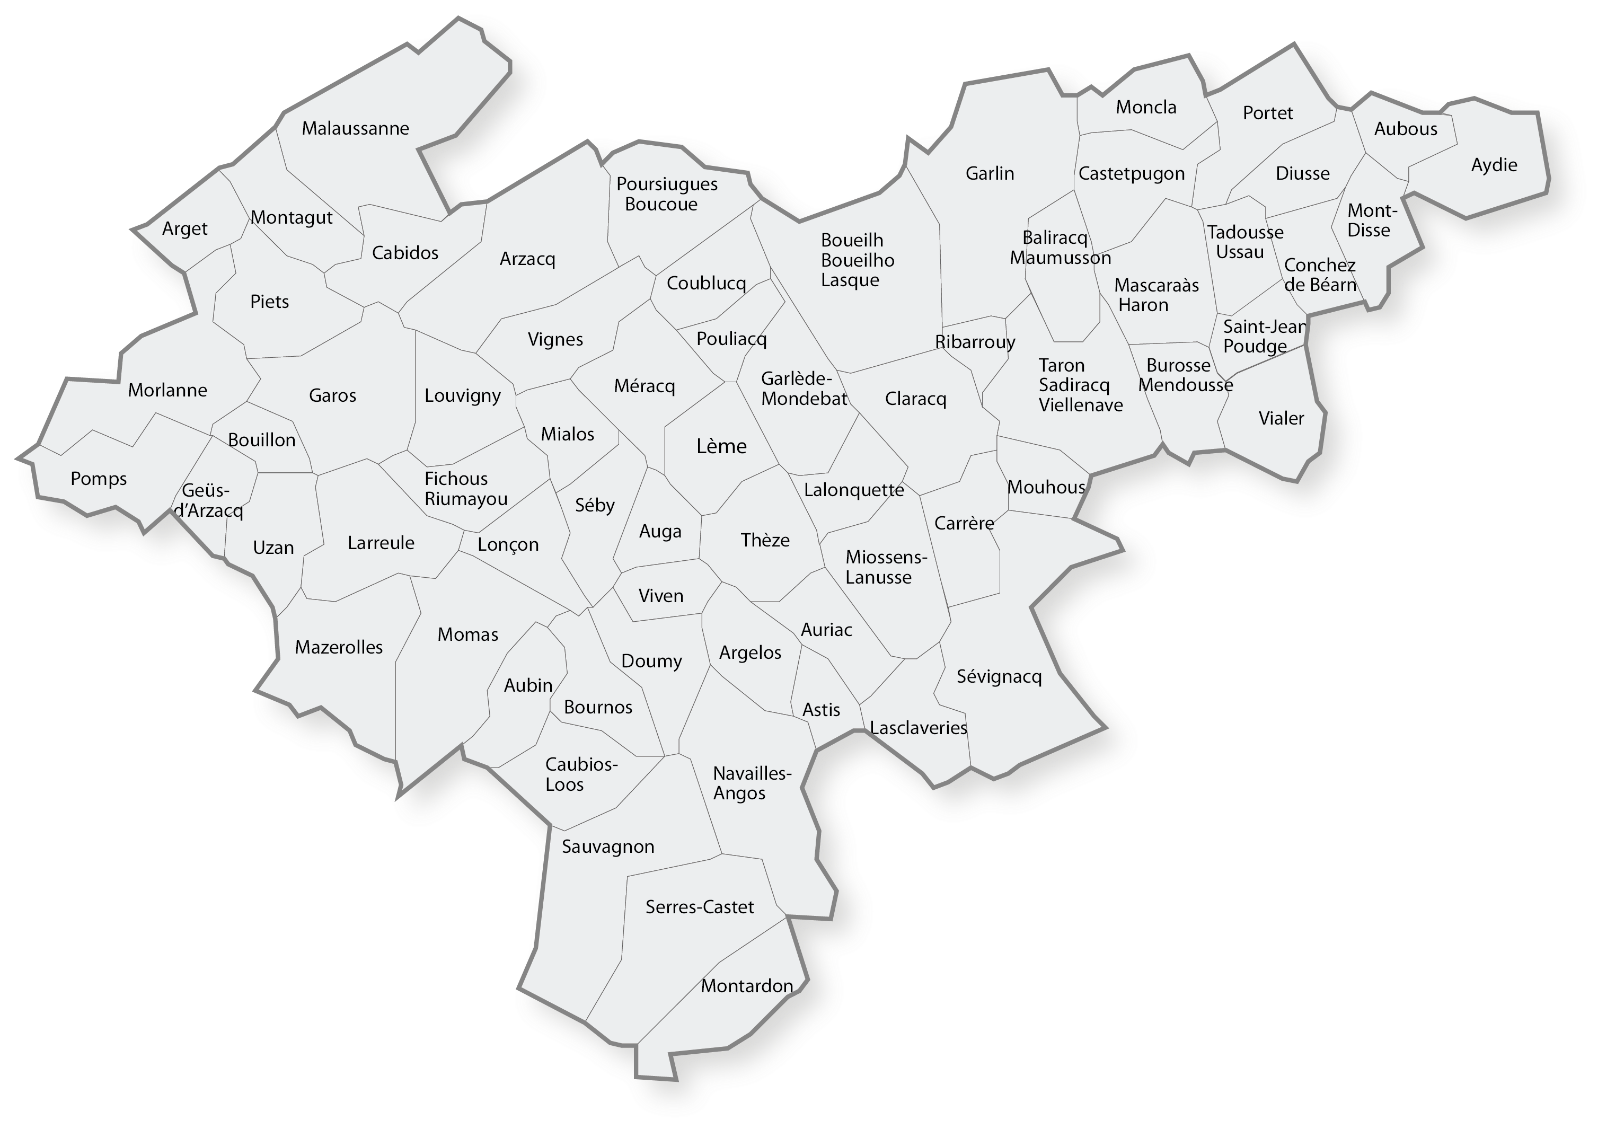 Malaussanne
Moncla
Portet
Aubous
Aydie
Garlin
Castetpugon
Diusse
Poursiugues
Boucoue
Montagut
Arget
Mont-
Disse
Tadousse
Ussau
Baliracq
Maumusson
Boueilh
Boueilho
Lasque
Cabidos
Arzacq
Conchez
de Béarn
Coublucq
Mascaraàs
Haron
Piets
Saint-Jean
Poudge
Vignes
Pouliacq
Ribarrouy
Taron
Sadiracq
Viellenave
Burosse
Mendousse
Morlanne
Garos
Louvigny
Méracq
Garlède-
Mondebat
Claracq
Vialer
Bouillon
Mialos
Lème
Pomps
Geüs-
d'Arzacq
Fichous
Riumayou
Séby
Lalonquette
Mouhous
Carrère
Uzan
Larreule
Lonçon
Auga
Thèze
Miossens-
Lanusse
Viven
Auriac
Mazerolles
Momas
Doumy
Argelos
Sévignacq
Aubin
Bournos
Astis
Lasclaveries
Caubios-
Loos
Navailles-
Angos
Sauvagnon
Serres-Castet
Montardon